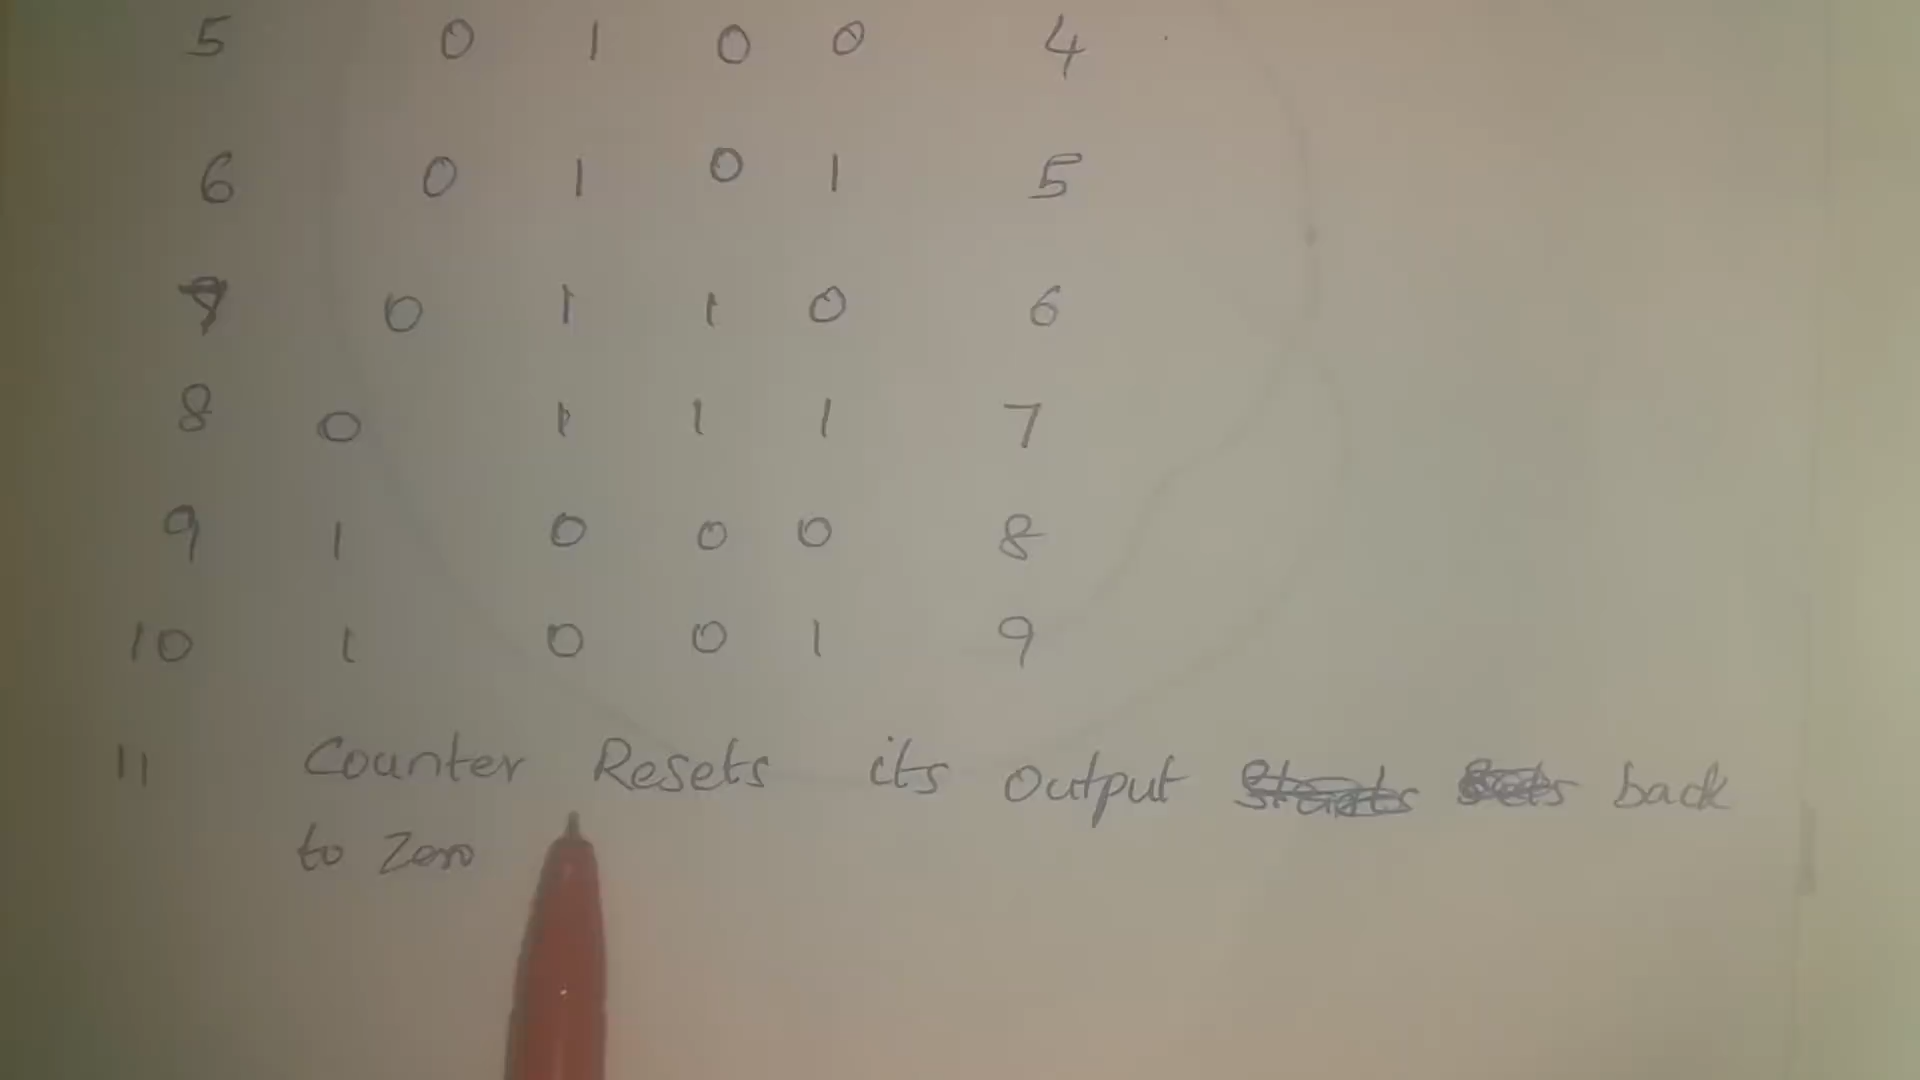 5 0 1 0 0 4
6 0 1 0 1 5
7 0 1 1 0 6
8 0 1 1 1 7
9 1 0 0 0 8
10 1 0 0 1 9
11 Counter Resets its output back
to Zero